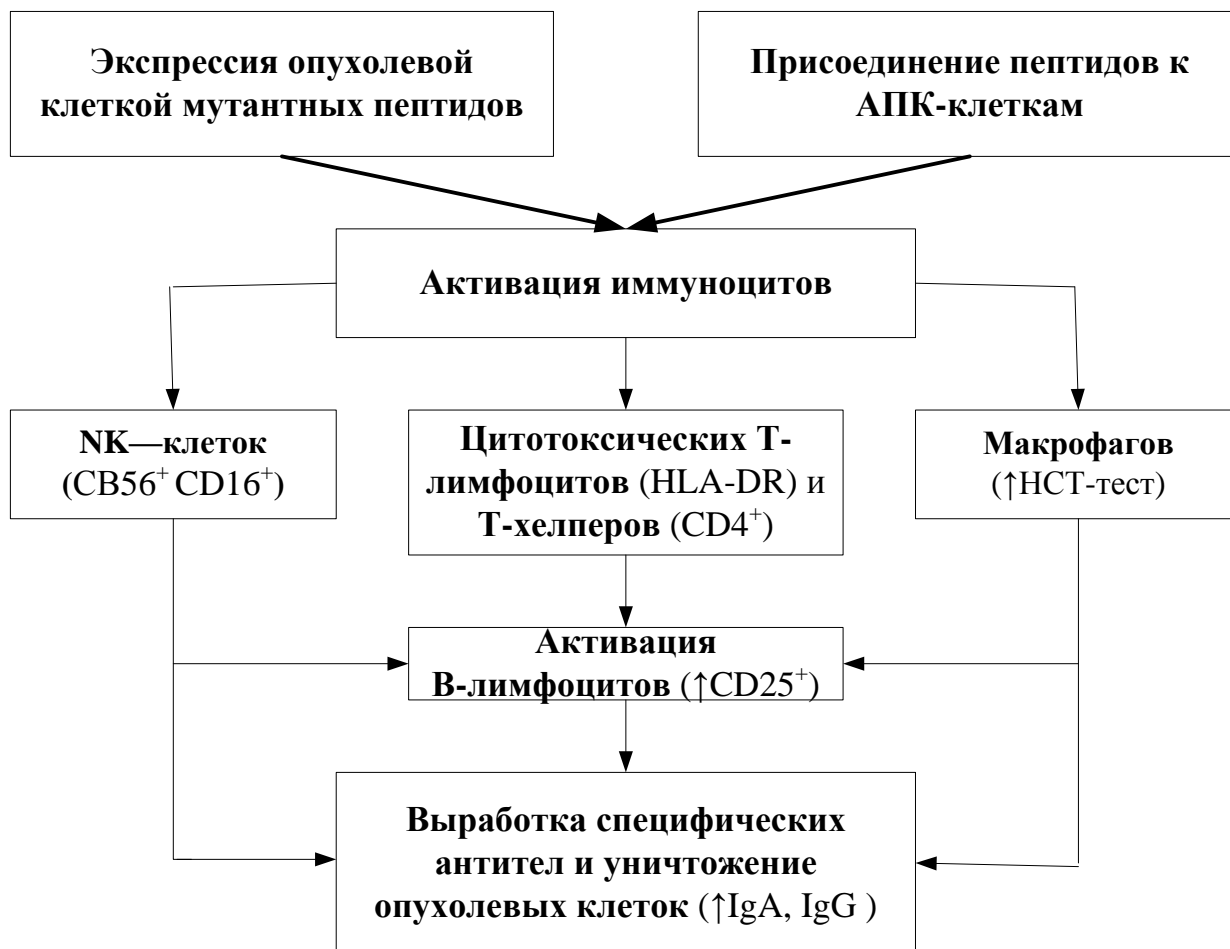 Экспрессия опухолевой
клеткой мутантных пептидов
Присоединение пептидов к
АПК-клеткам
Активация иммуноцитов
NK—клеток
(CB56⁺ CD16⁺)
Цитотоксических Т-
лимфоцитов (HLA-DR) и
Т-хелперов (CD4⁺)
Макрофагов
(↑НСТ-тест)
Активация
В-лимфоцитов (↑CD25⁺)
Выработка специфических
антител и уничтожение
опухолевых клеток (↑IgA, IgG )